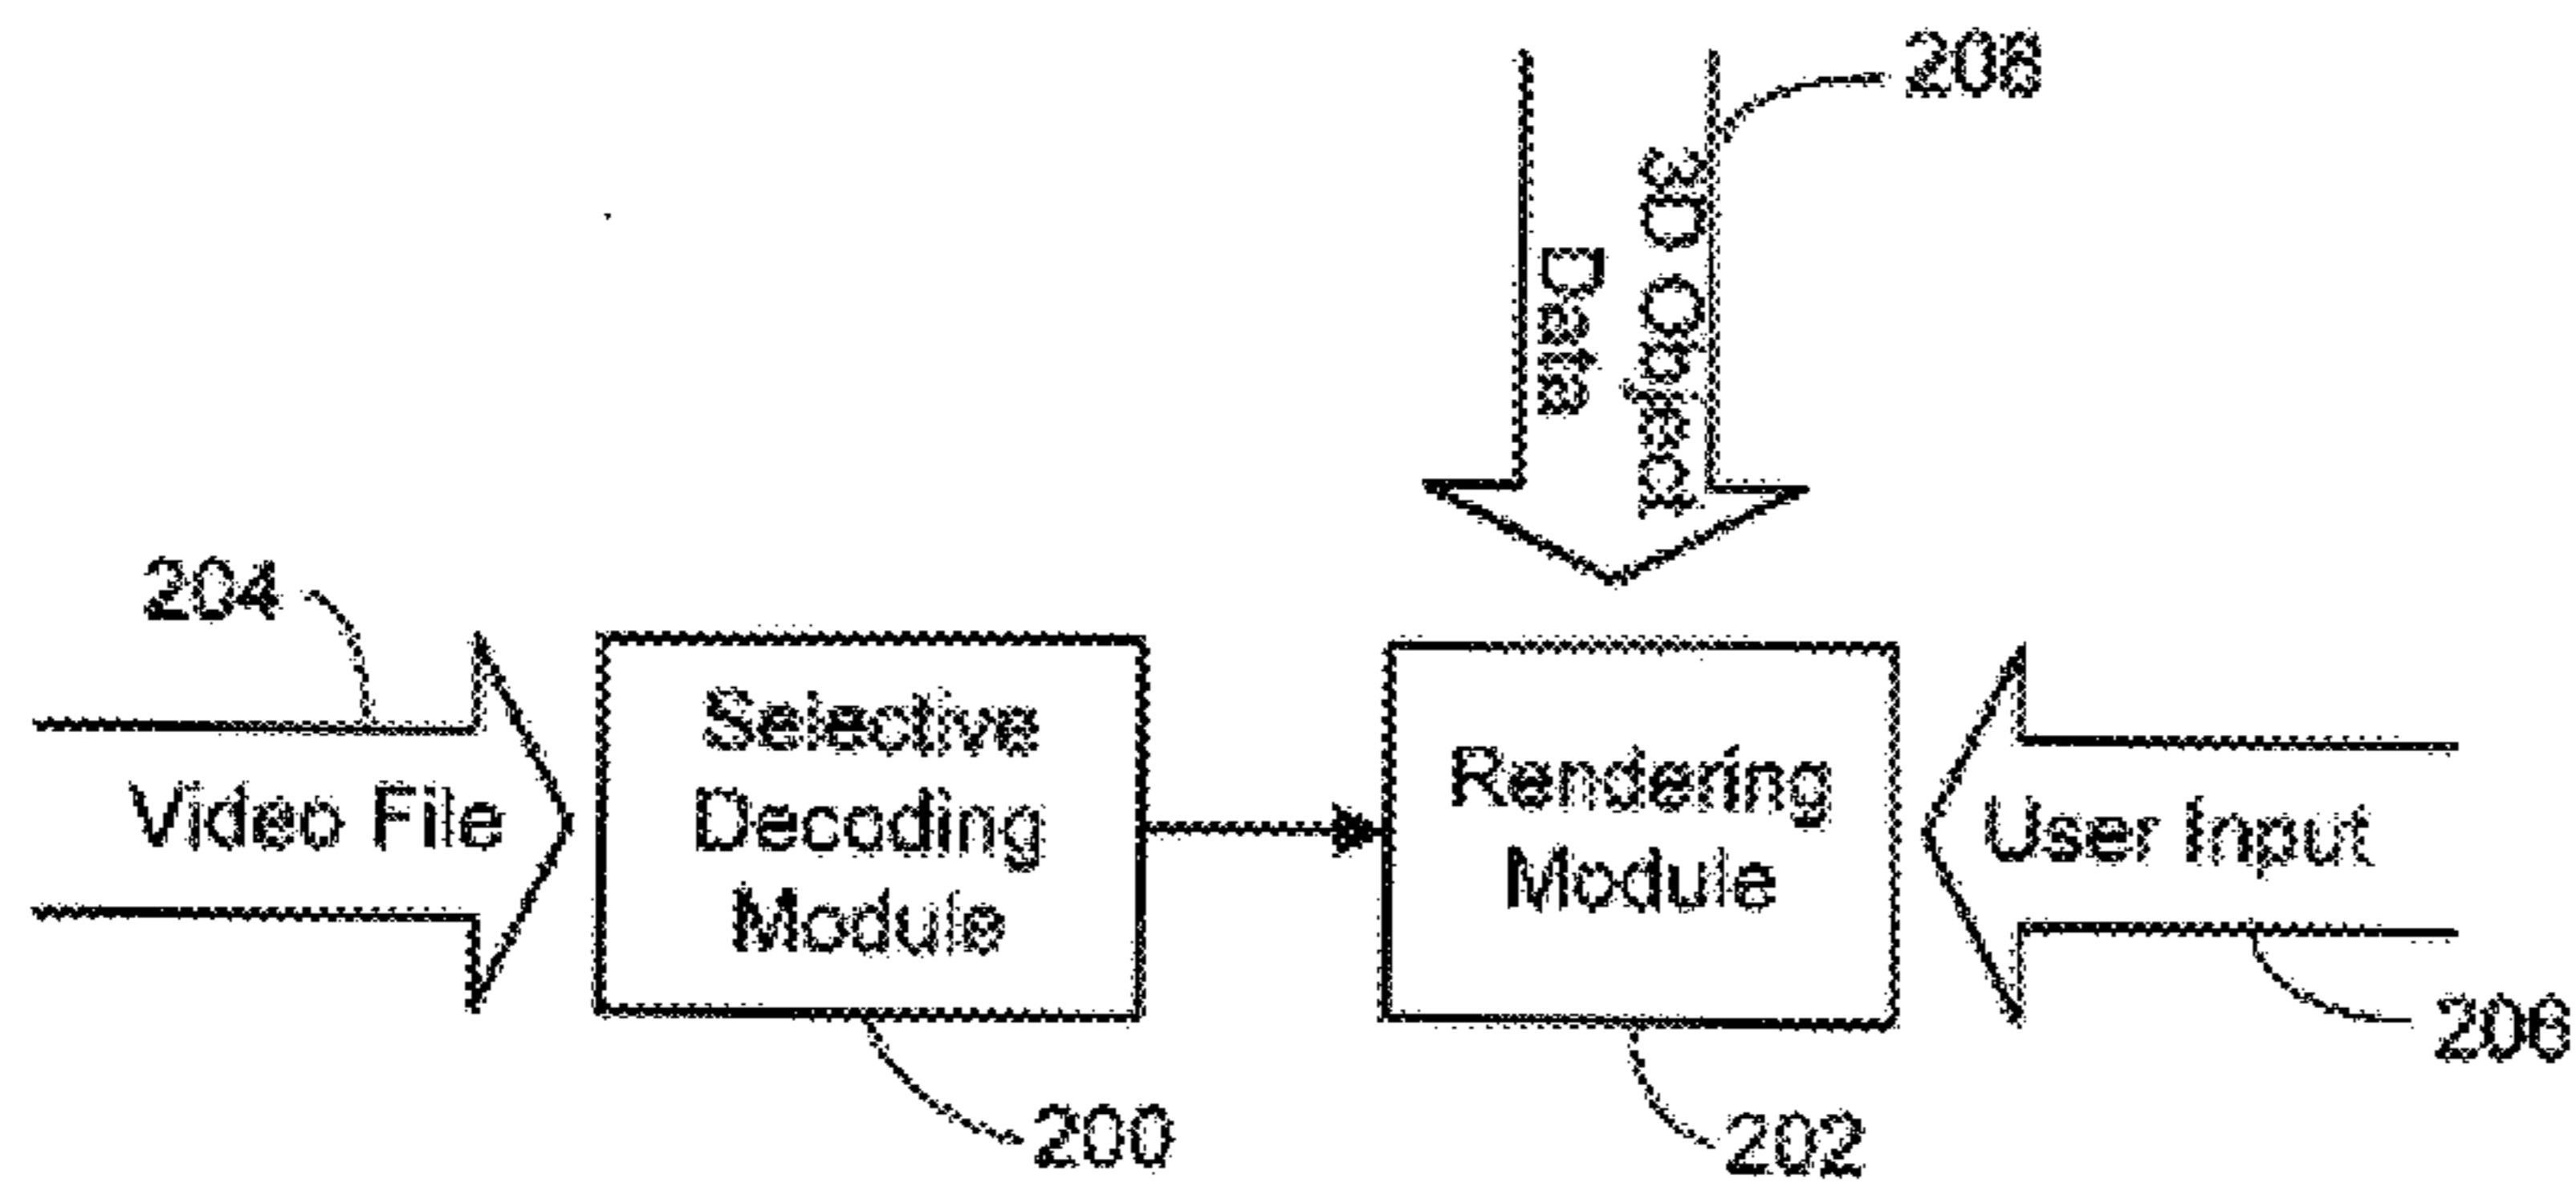 208
3D Object
Data
204
Video File
Selective
Decoding
Module
Rendering
Module
User Input
206
200
202